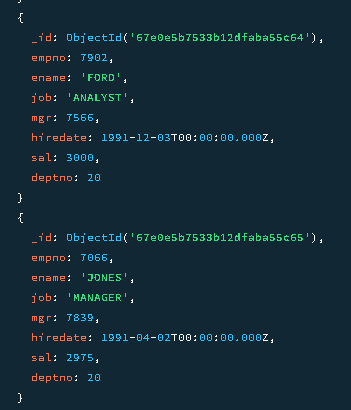 }
{
_id: ObjectId('67e0e5b7533b12dfaba55c64'),
empno: 7902,
ename: 'FORD',
job: 'ANALYST',
mgr: 7566,
hiredate: 1991-12-03T00:00:00.000Z,
sal: 3000,
deptno: 20
}
{
_id: ObjectId('67e0e5b7533b12dfaba55c65'),
empno: 7066,
ename: 'JONES',
job: 'MANAGER',
mgr: 7839,
hiredate: 1991-04-02T00:00:00.000Z,
sal: 2975,
deptno: 20
}